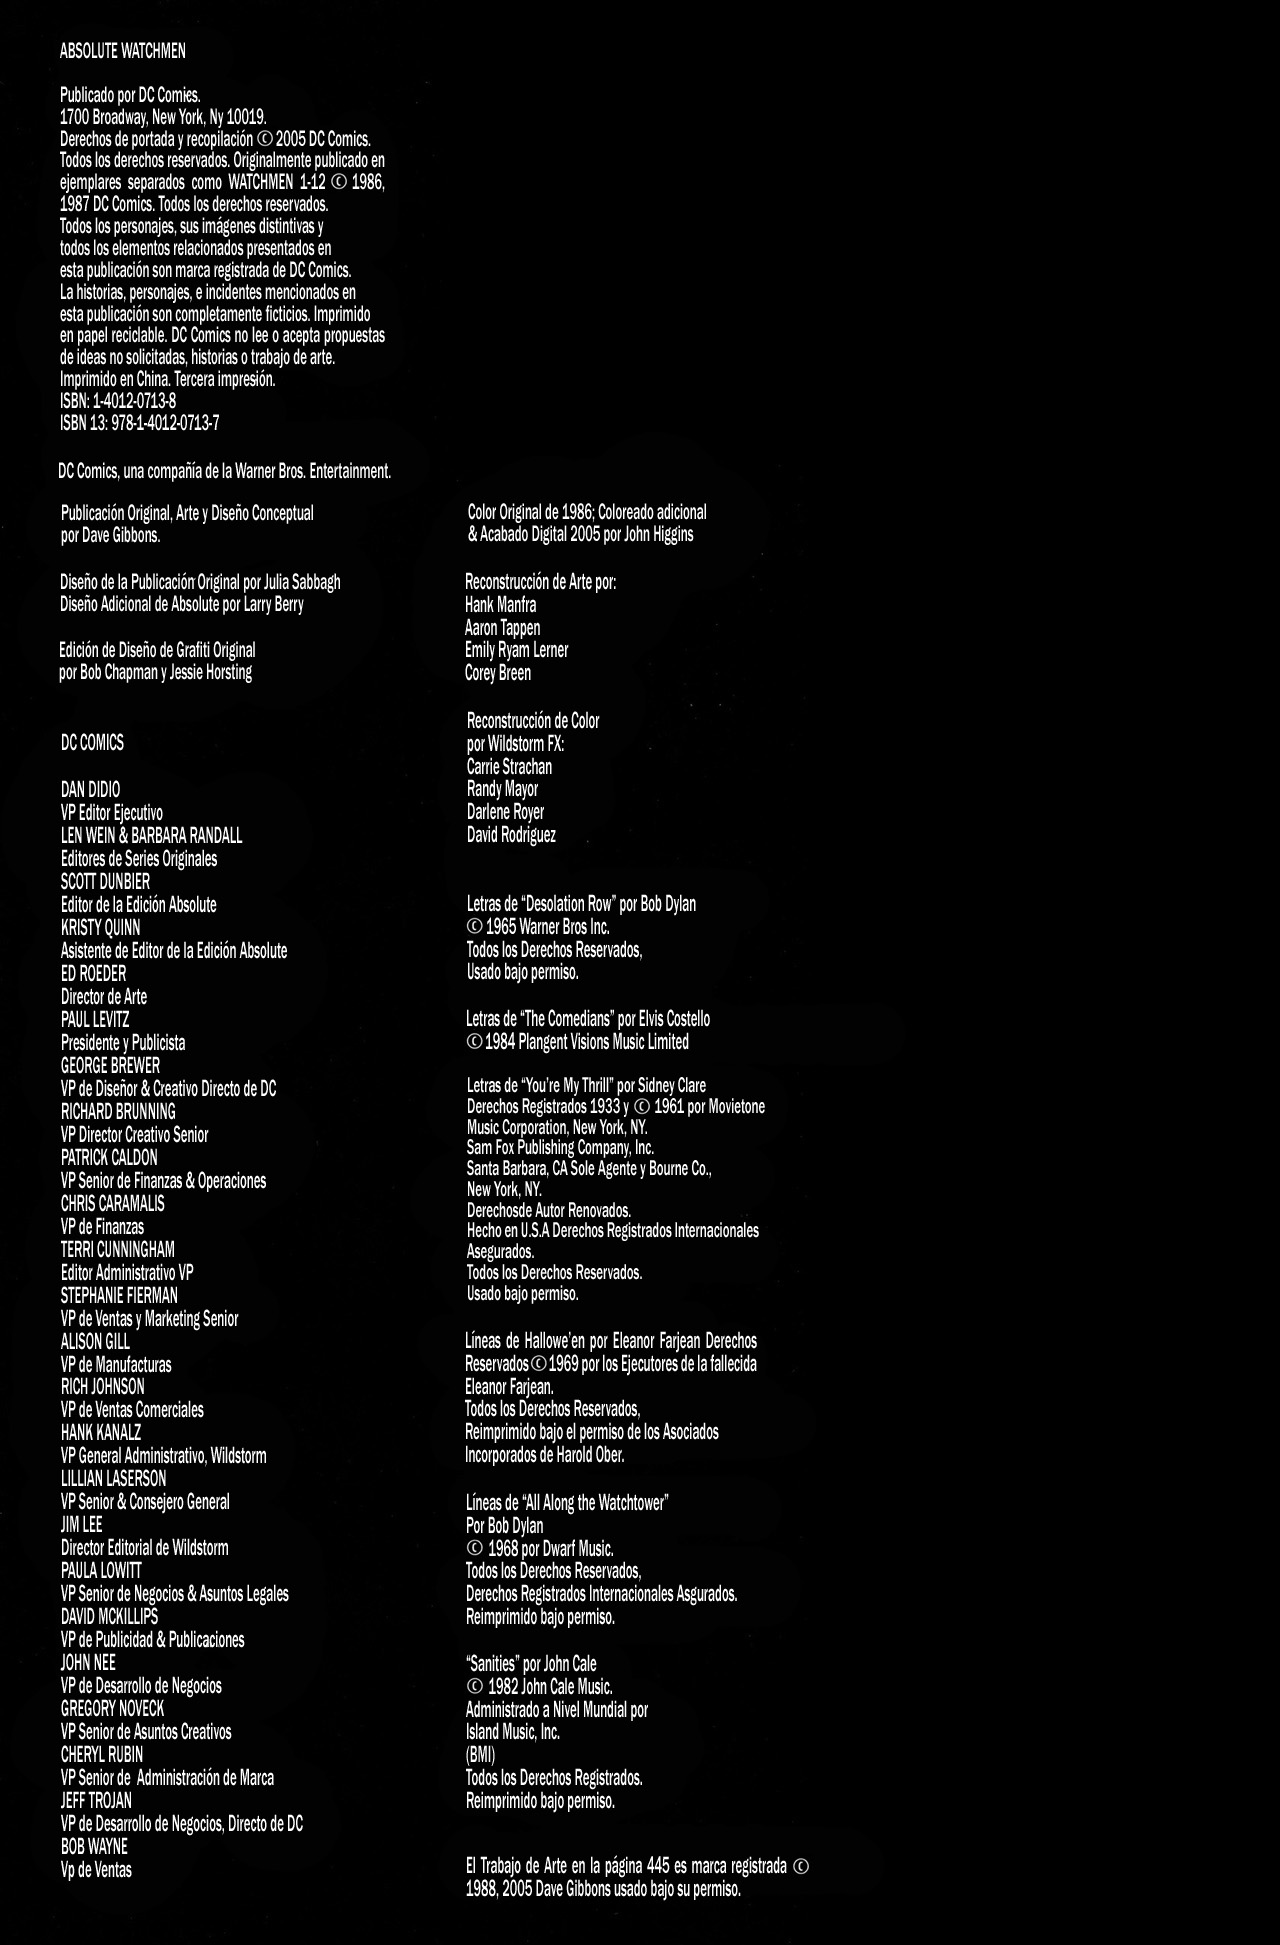 ABSOLUTE WATCHMEN
Publicado por DC Comics.
1700 Broadway, New York, Ny 10019.
Derechos de portada y recopilación © 2005 DC Comics.
Todos los derechos reservados. Originalmente publicado en
ejemplares separados como WATCHMEN 1-12 © 1986,
1987 DC Comics. Todos los derechos reservados.
Todos los personajes, sus imágenes distintivas y
todos los elementos relacionados presentados en
esta publicación son marca registrada de DC Comics.
La historias, personajes, e incidentes mencionados en
esta publicación son completamente ficticios. Imprimido
en papel reciclable. DC Comics no lee o acepta propuestas
de ideas no solicitadas, historias o trabajo de arte.
Imprimido en China. Tercera impresión.
ISBN: 1-4012-0713-8
ISBN 13: 978-1-4012-0713-7
DC Comics, una compañía de la Warner Bros. Entertainment.
Publicación Original, Arte y Diseño Conceptual
por Dave Gibbons.
Diseño de la Publicación Original por Julia Sabbagh
Diseño Adicional de Absolute por Larry Berry
Edición de Diseño de Grafiti Original
por Bob Chapman y Jessie Horsting
DC COMICS
DAN DIDIO
VP Editor Ejecutivo
LEN WEIN & BARBARA RANDALL
Editores de Series Originales
SCOTT DUNBIER
Editor de la Edición Absolute
KRISTY QUINN
Asistente de Editor de la Edición Absolute
ED ROEDER
Director de Arte
PAUL LEVITZ
Presidente y Publicista
GEORGE BREWER
VP de Diseñor & Creativo Directo de DC
RICHARD BRUNNING
VP Director Creativo Senior
PATRICK CALDON
VP Senior de Finanzas & Operaciones
CHRIS CARAMALIS
VP de Finanzas
TERRI CUNNINGHAM
Editor Administrativo VP
STEPHANIE FIERMAN
VP de Ventas y Marketing Senior
ALISON GILL
VP de Manufacturas
RICH JOHNSON
VP de Ventas Comerciales
HANK KANALZ
VP General Administrativo, Wildstorm
LILLIAN LASERSON
VP Senior & Consejero General
JIM LEE
Director Editorial de Wildstorm
PAULA LOWITT
VP Senior de Negocios & Asuntos Legales
DAVID MCKILLIPS
VP de Publicidad & Publicaciones
JOHN NEE
VP de Desarrollo de Negocios
GREGORY NOVECK
VP Senior de Asuntos Creativos
CHERYL RUBIN
VP Senior de Administración de Marca
JEFF TROJAN
VP de Desarrollo de Negocios, Directo de DC
BOB WAYNE
Vp de Ventas
Color Original de 1986; Coloreado adicional
& Acabado Digital 2005 por John Higgins
Reconstrucción de Arte por:
Hank Manfra
Aaron Tappen
Emily Ryam Lerner
Corey Breen
Reconstrucción de Color
por Wildstorm FX:
Carrie Strachan
Randy Mayor
Darlene Royer
David Rodriguez
Letras de “Desolation Row” por Bob Dylan
© 1965 Warner Bros Inc.
Todos los Derechos Reservados,
Usado bajo permiso.
Letras de “The Comedians” por Elvis Costello
© 1984 Plangent Visions Music Limited
Letras de “You’re My Thrill” por Sidney Clare
Derechos Registrados 1933 y © 1961 por Movietone
Music Corporation, New York, NY.
Sam Fox Publishing Company, Inc.
Santa Barbara, CA Sole Agente y Bourne Co.,
New York, NY.
Derechosde Autor Renovados.
Hecho en U.S.A Derechos Registrados Internacionales
Asegurados.
Todos los Derechos Reservados.
Usado bajo permiso.
Líneas de Hallowe’en por Eleanor Farjean Derechos
Reservados © 1969 por los Ejecutores de la fallecida
Eleanor Farjean.
Todos los Derechos Reservados,
Reimprimido bajo el permiso de los Asociados
Incorporados de Harold Ober.
Líneas de “All Along the Watchtower”
Por Bob Dylan
© 1968 por Dwarf Music.
Todos los Derechos Reservados,
Derechos Registrados Internacionales Asgurados.
Reimprimido bajo permiso.
“Sanities” por John Cale
© 1982 John Cale Music.
Administrado a Nivel Mundial por
Island Music, Inc.
(BMI)
Todos los Derechos Registrados.
Reimprimido bajo permiso.
El Trabajo de Arte en la página 445 es marca registrada ©
1988, 2005 Dave Gibbons usado bajo su permiso.